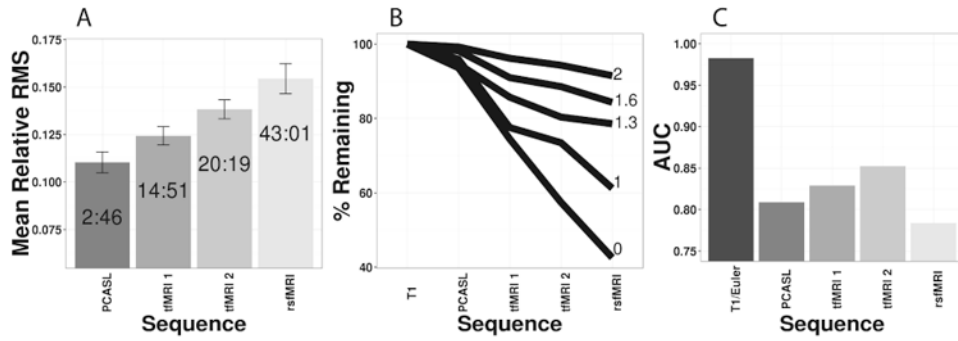 A
Mean Relative RMS
0.175
0.150
0.125
0.100
0.075
2:46
14:51
20:19
43:01
PCASL
tfMRI 1
tfMRI 2
rsfMRI
Sequence
B
% Remaining
100
80
60
40
2
1.6
1.3
1
0
T1
PCASL
tfMRI 1
tfMRI 2
rsfMRI
Sequence
C
AUC
1.00
0.95
0.90
0.85
0.80
0.75
T1/Euler
PCASL
tfMRI 1
tfMRI 2
rsfMRI
Sequence